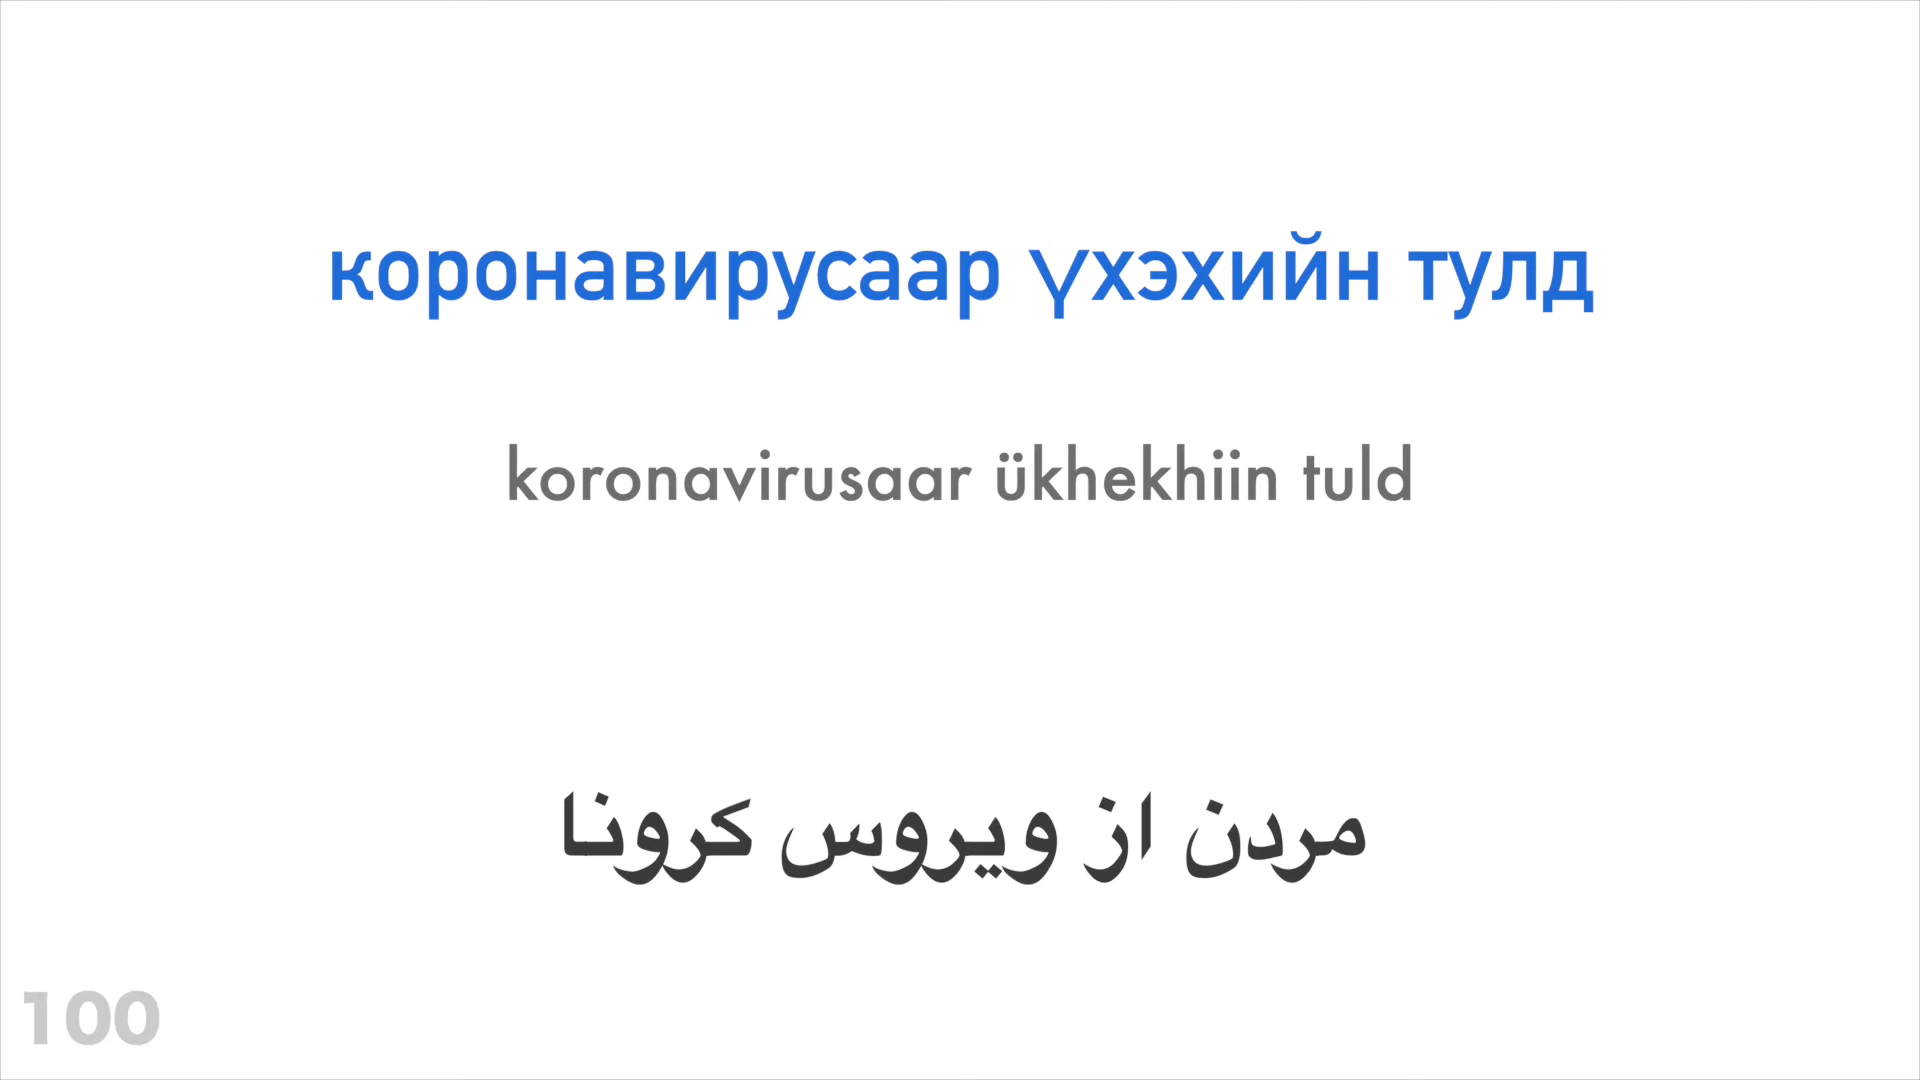 коронавирусаар үхэхийн тулд
koronavirusaar ükhekhiin tuld
مردن از ویروس کرونا
100